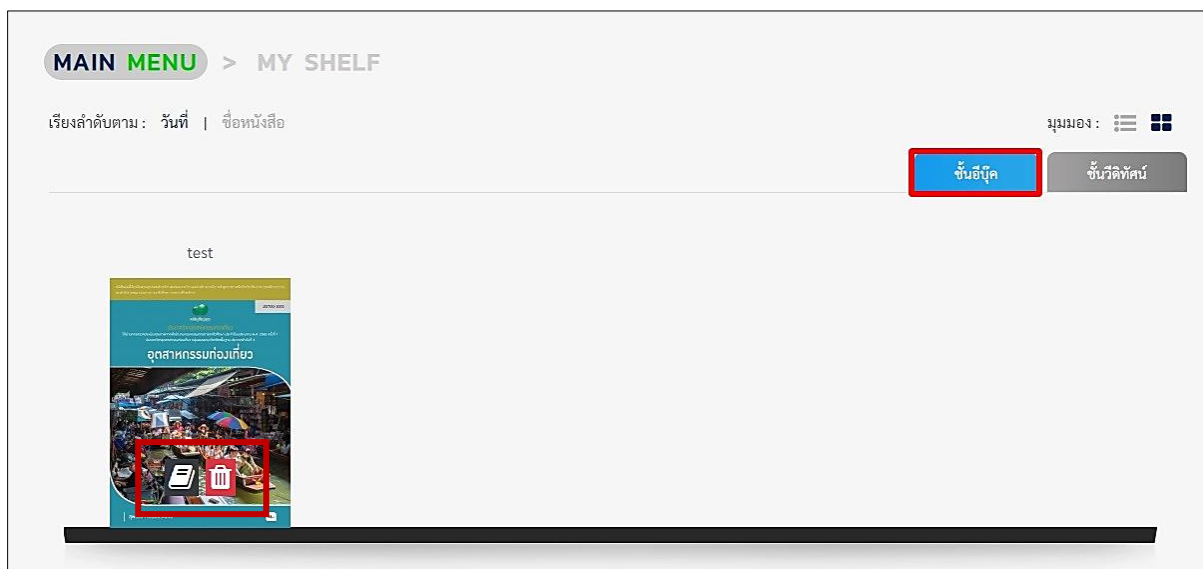 MAIN MENU > MY SHELF
เรียงลำดับตาม : วันที่ | ชื่อหนังสือ
มุมมอง :
ชั้นอีบุ๊ค ชั้นวีดิทัศน์
test
อุตสาหกรรมท่องเที่ยว